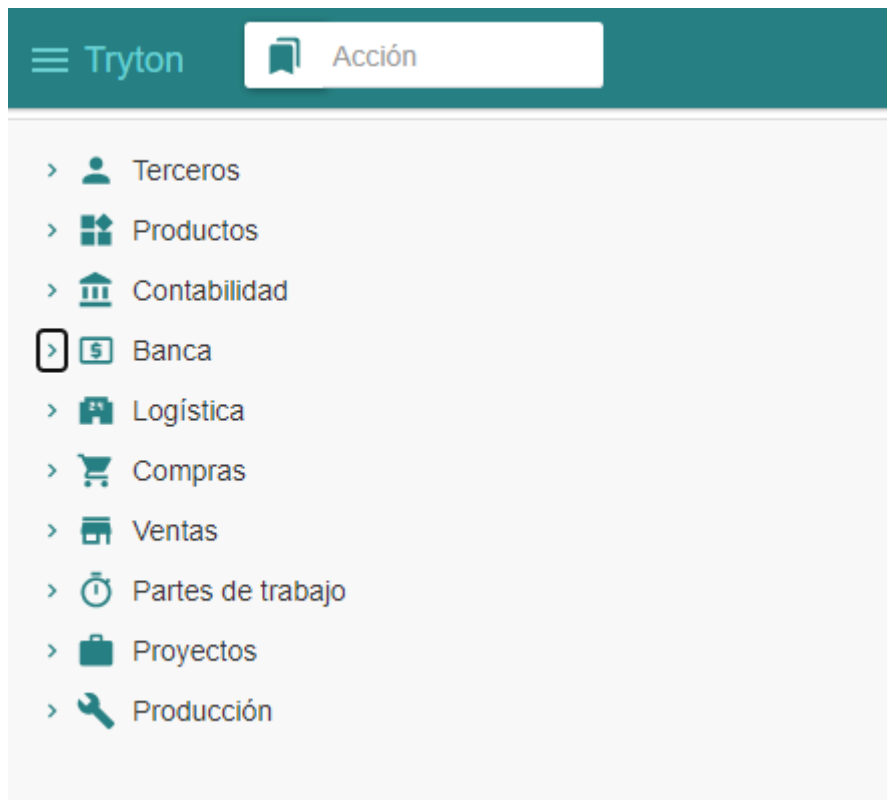 Tryton
Acción
Terceros
Productos
Contabilidad
Banca
Logística
Compras
Ventas
Partes de trabajo
Proyectos
Producción